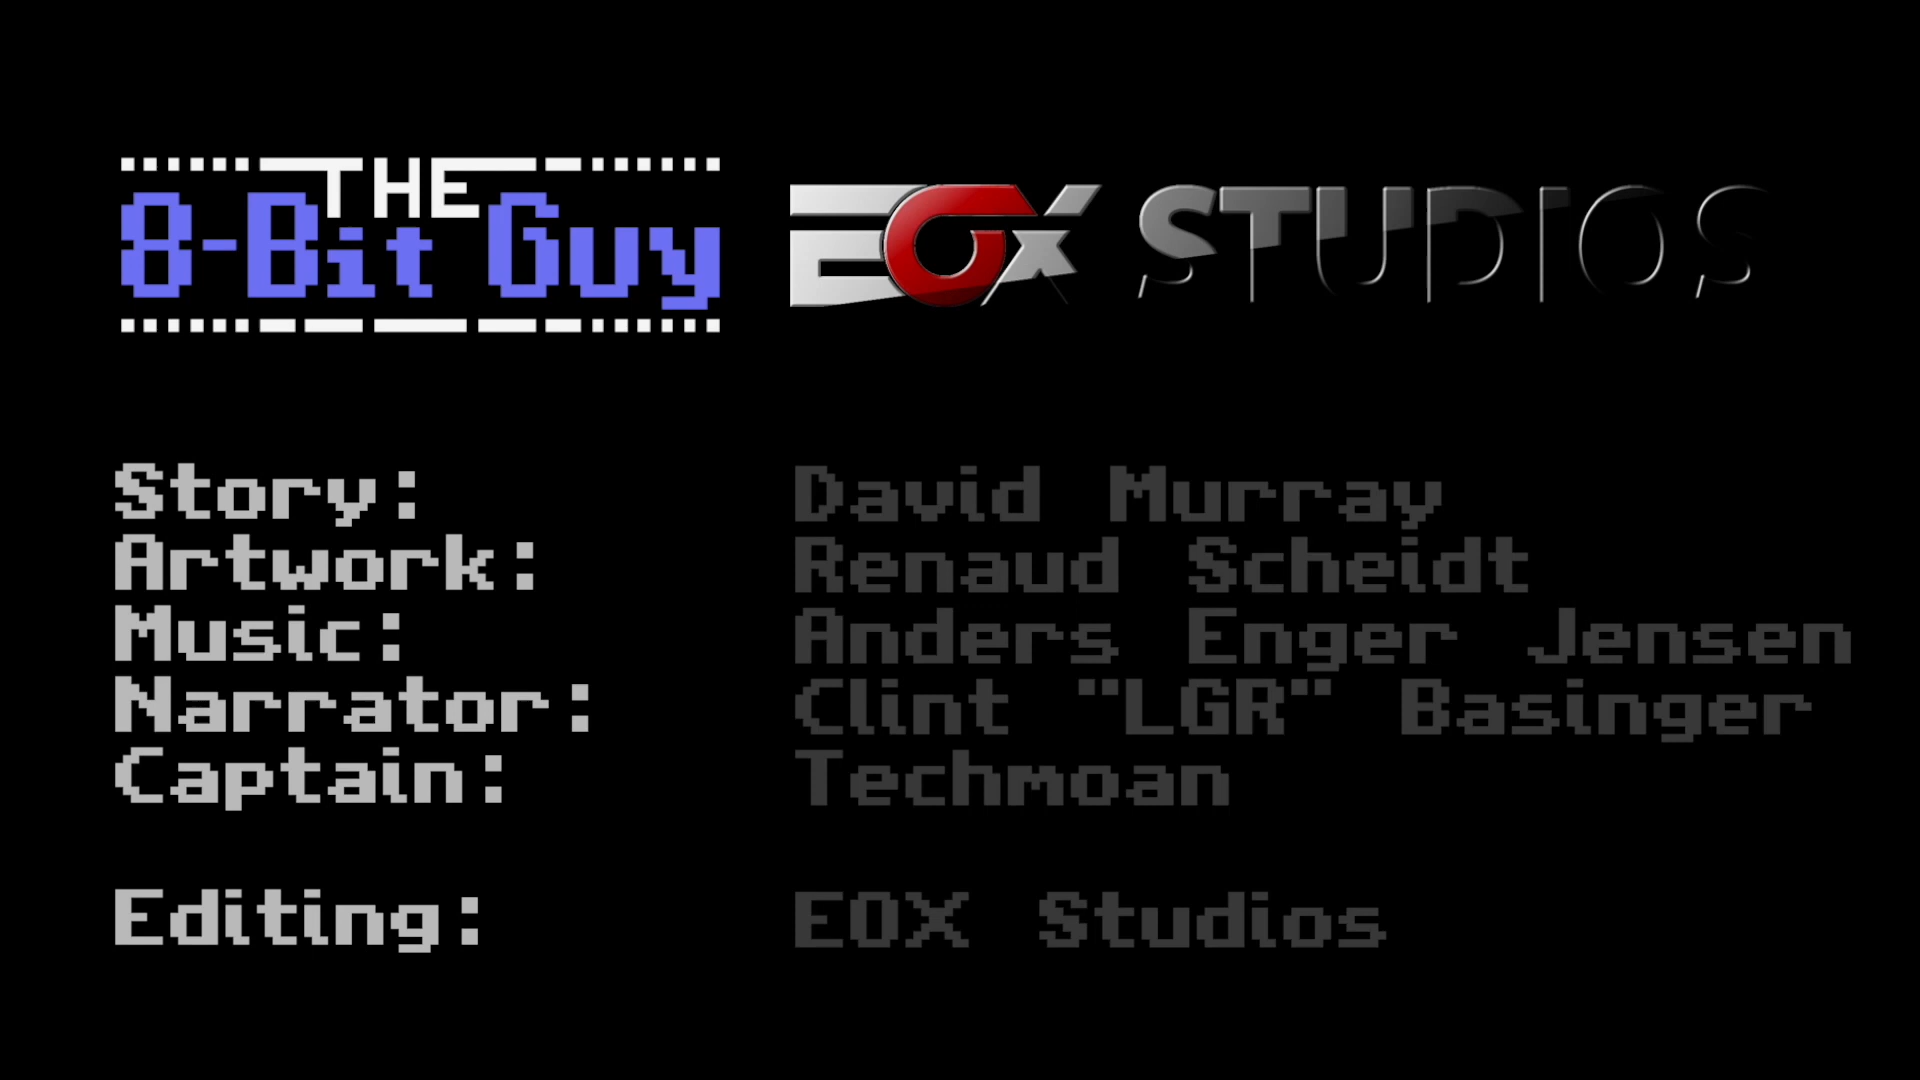 THE
8-Bit Guy
EOX STUDIOS
Story: David Murray
Artwork: Renaud Scheidt
Music: Anders Enger Jensen
Narrator: Clint "LGR" Basinger
Captain: Techmoan
Editing: EOX Studios